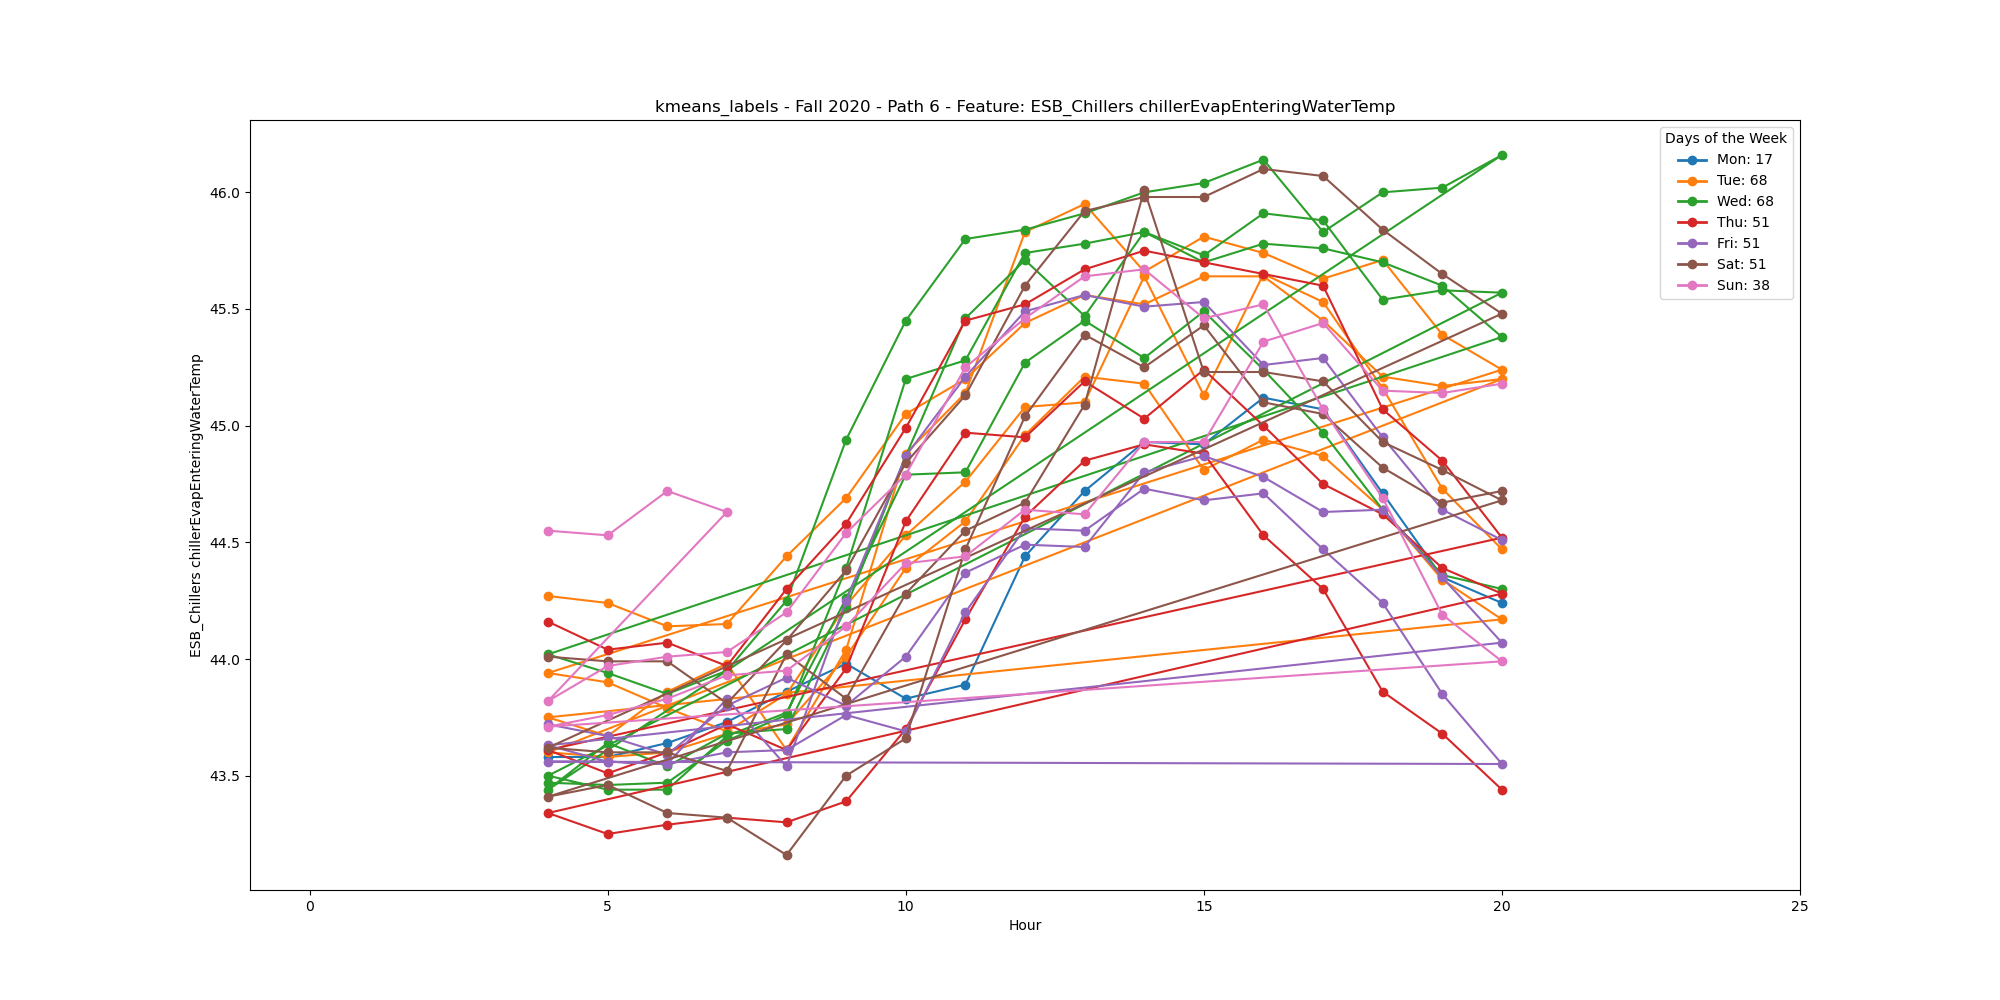 kmeans_labels - Fall 2020 - Path 6 - Feature: ESB_Chillers chillerEvapEnteringWaterTemp
Days of the Week
Mon: 17
Tue: 68
Wed: 68
Thu: 51
Fri: 51
Sat: 51
Sun: 38
ESB_Chillers chillerEvapEnteringWaterTemp
46.0
45.5
45.0
44.5
44.0
43.5
0
5
10
15
20
25
Hour